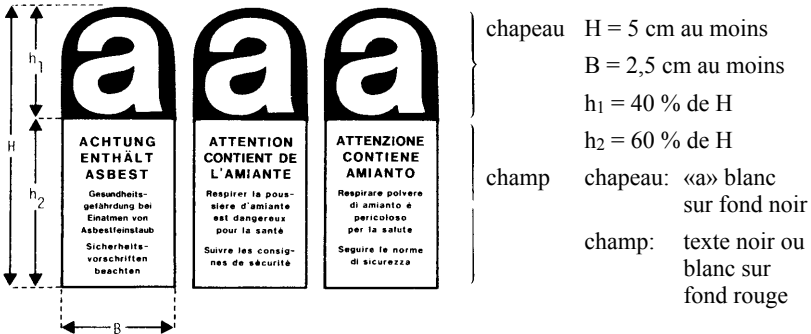 a a a
H
h₁
h₂
B
ACHTUNG
ENTHÄLT
ASBEST
Gesundheits-
gefährdung bei
Einatmen von
Asbestfeinstaub
Sicherheits-
vorschriften
beachten
ATTENTION
CONTIENT DE
L'AMIANTE
Respirer la pous-
sière d'amiante
est dangereux
pour la santé
Suivre les consig-
nes de sécurité
ATTENZIONE
CONTIENE
AMIANTO
Respirare polvere
di amianto é
pericoloso
per la salute
Seguire le norme
di sicurezza
chapeau H = 5 cm au moins
B = 2,5 cm au moins
h1 = 40 % de H
h2 = 60 % de H
champ chapeau: «a» blanc
sur fond noir
champ: texte noir ou
blanc sur
fond rouge